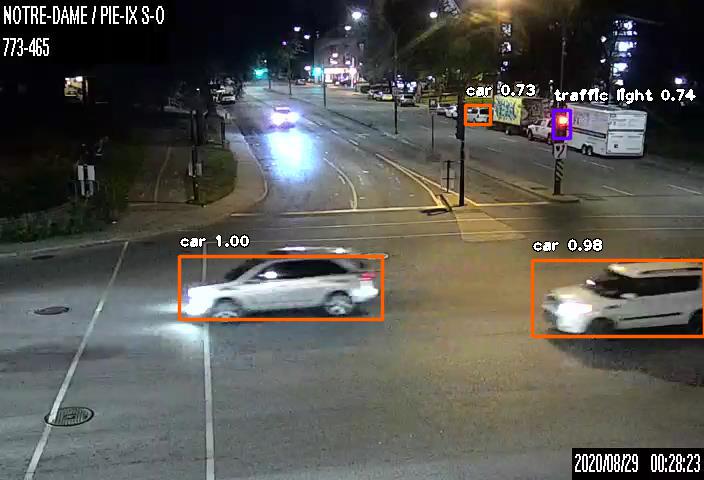 NOTRE-DAME / PIE-IX S-O
773-465
car 0.73
traffic light 0.74
car 1.00
car 0.98
2020/08/29 00:28:23